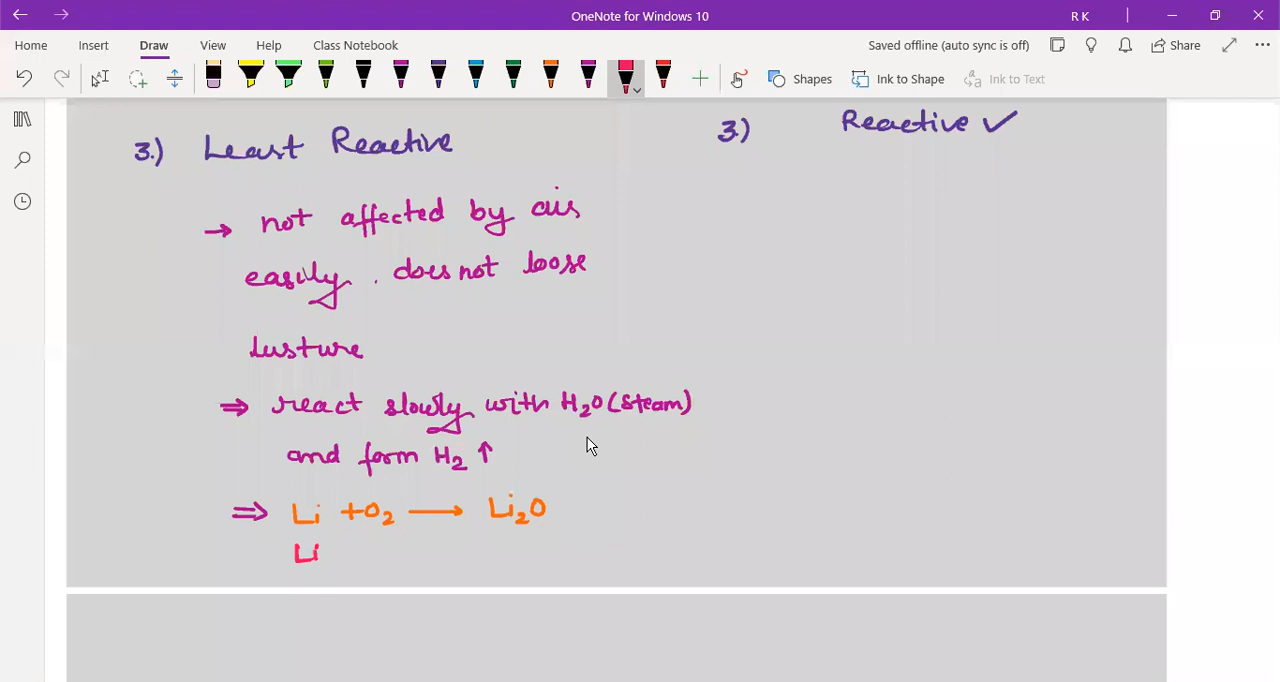 OneNote for Windows 10
R K
Home Insert Draw View Help Class Notebook
Saved offline (auto sync is off) Share
Shapes Ink to Shape Ink to Text
3.) Least Reactive
3.) Reactive ✓
→ not affected by air
easily. does not loose
lusture
⇒ react slowly with H₂O (steam)
and form H₂ ↑
⇒ Li + O₂ ⟶ Li₂O
Li